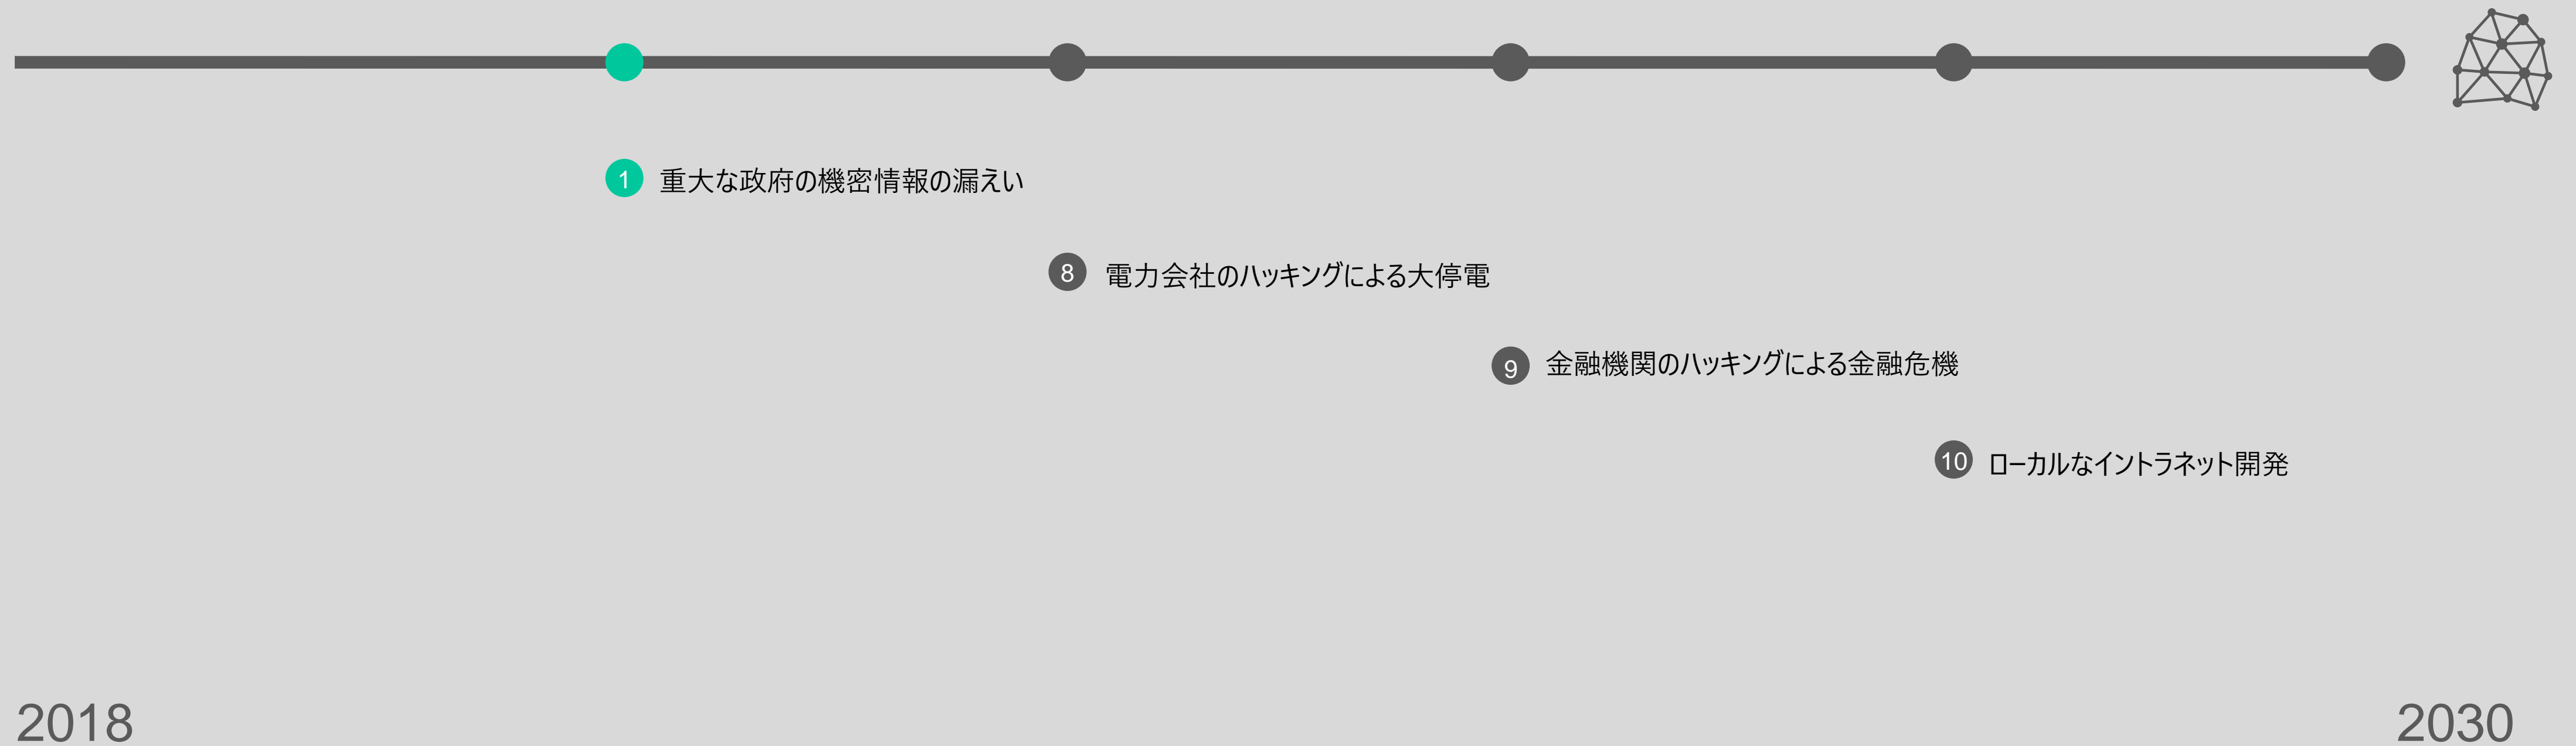 1 重大な政府の機密情報の漏えい
8 電力会社のハッキングによる大停電
9 金融機関のハッキングによる金融危機
10 ローカルなイントラネット開発
2018
2030